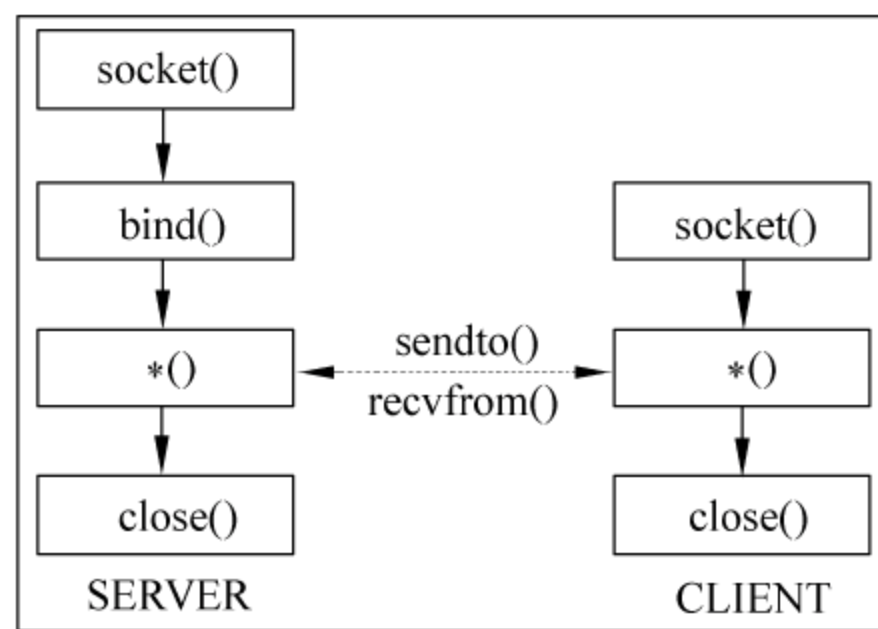 socket()
bind()
*()
close()
SERVER
sendto()
recvfrom()
socket()
*()
close()
CLIENT